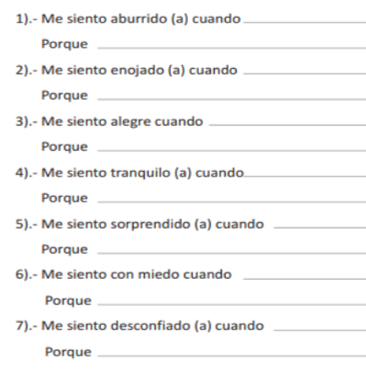 1).- Me siento aburrido (a) cuando
Porque
2).- Me siento enojado (a) cuando
Porque
3).- Me siento alegre cuando
Porque
4).- Me siento tranquilo (a) cuando
Porque
5).- Me siento sorprendido (a) cuando
Porque
6).- Me siento con miedo cuando
Porque
7).- Me siento desconfiado (a) cuando
Porque